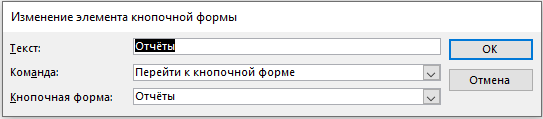 Изменение элемента кнопочной формы
Текст: Отчёты OK
Команда: Перейти к кнопочной форме
Отмена
Кнопочная форма: Отчёты